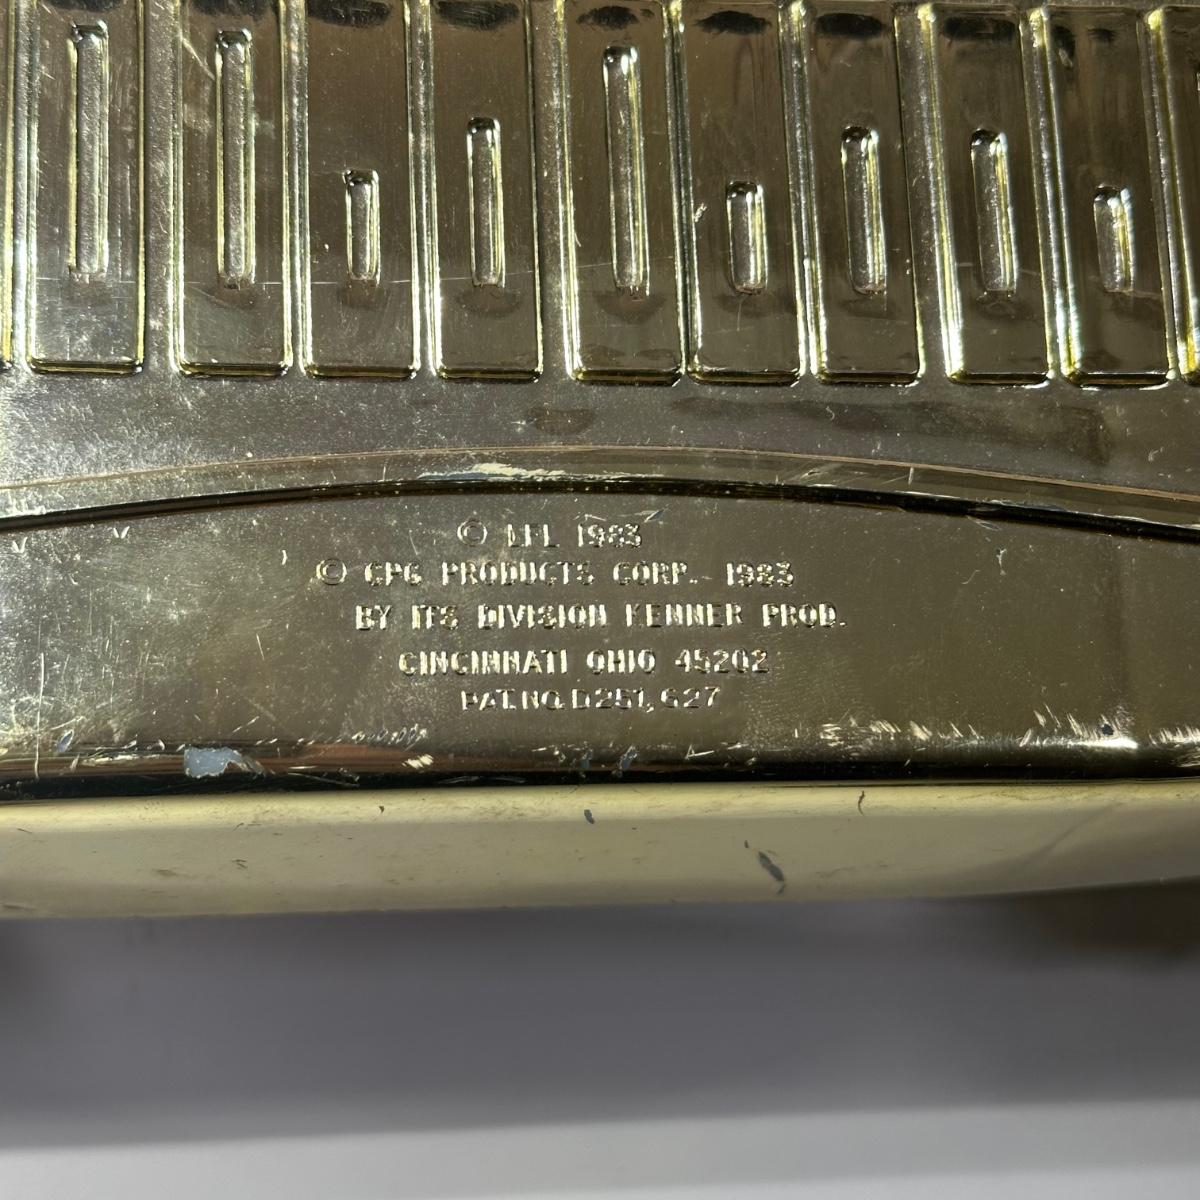 © LFL 1983
© CPG PRODUCTS CORP. 1983
BY ITS DIVISION KENNER PROD.
CINCINNATI OHIO 45202
PAT. NO. D251,627